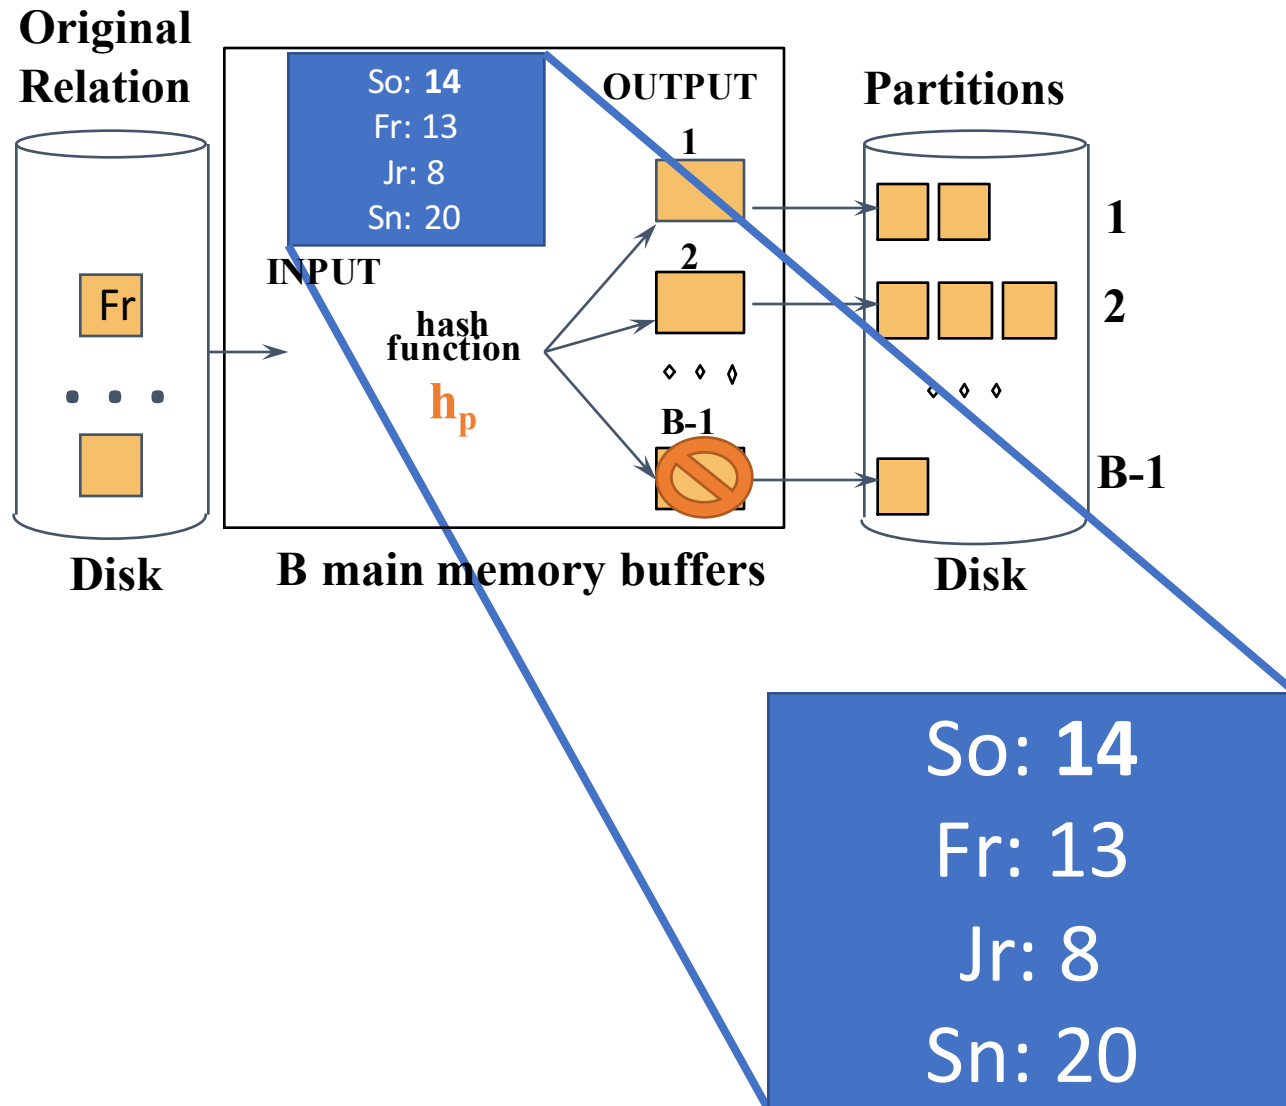 Original
Relation
So: 14
Fr: 13
Jr: 8
Sn: 20
OUTPUT
Partitions
1
1
INPUT
2
2
Fr
hash
function
hp
B-1
B-1
Disk
B main memory buffers
Disk
So: 14
Fr: 13
Jr: 8
Sn: 20